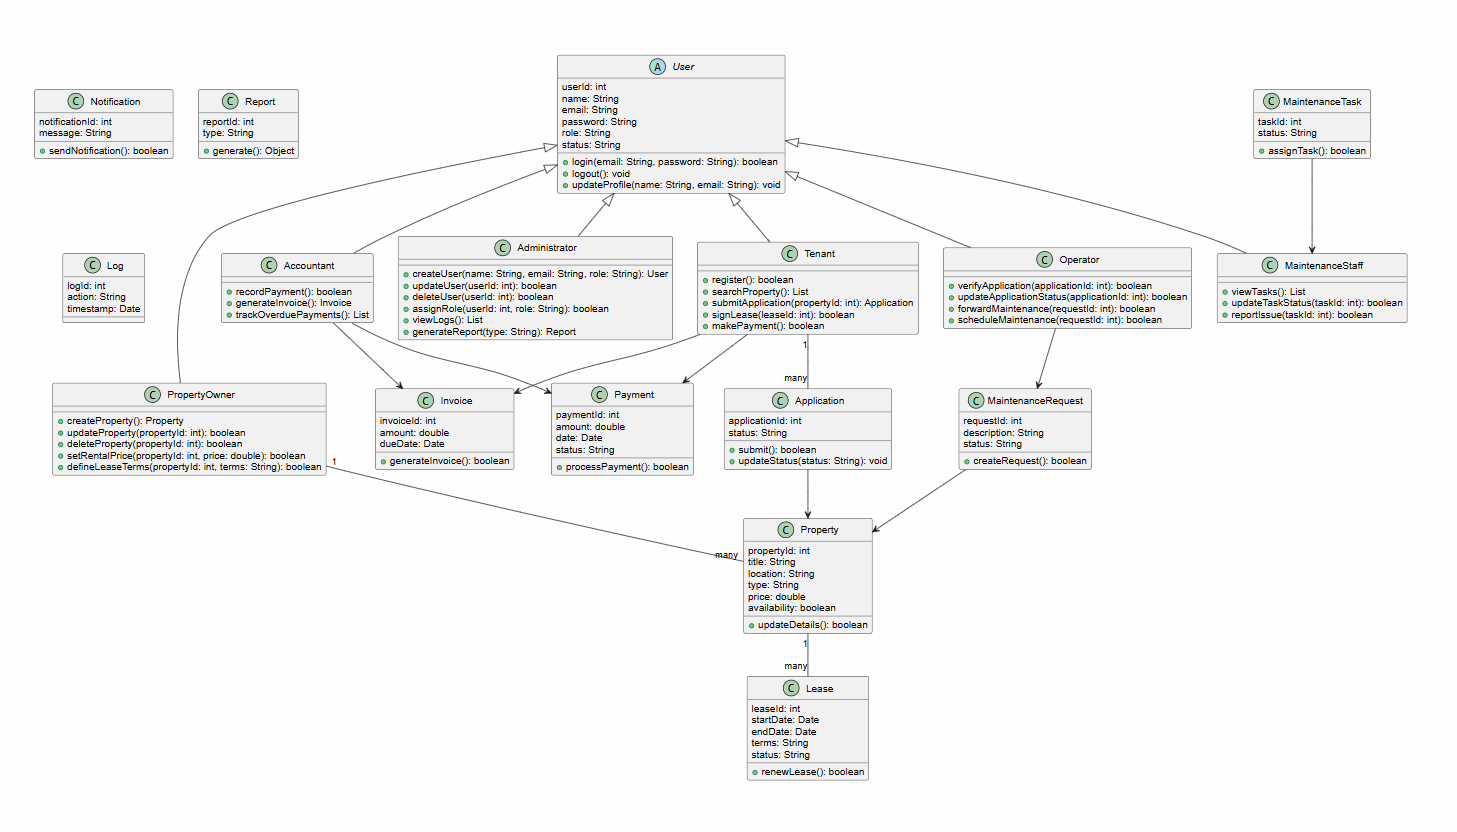 A User
userId: int
name: String
email: String
password: String
role: String
status: String
login(email: String, password: String): boolean
logout(): void
updateProfile(name: String, email: String): void
C Notification
notificationId: int
message: String
sendNotification(): boolean
C Report
reportId: int
type: String
generate(): Object
C MaintenanceTask
taskId: int
status: String
assignTask(): boolean
C Log
logId: int
action: String
timestamp: Date
C Accountant
recordPayment(): boolean
generateInvoice(): Invoice
trackOverduePayments(): List
C Administrator
createUser(name: String, email: String, role: String): User
updateUser(userId: int): boolean
deleteUser(userId: int): boolean
assignRole(userId: int, role: String): boolean
viewLogs(): List
generateReport(type: String): Report
C Tenant
register(): boolean
searchProperty(): List
submitApplication(propertyId: int): Application
signLease(leaseId: int): boolean
makePayment(): boolean
C Operator
verifyApplication(applicationId: int): boolean
updateApplicationStatus(applicationId: int): boolean
forwardMaintenance(requestId: int): boolean
scheduleMaintenance(requestId: int): boolean
C MaintenanceStaff
viewTasks(): List
updateTaskStatus(taskId: int): boolean
reportIssue(taskId: int): boolean
1
many
C PropertyOwner
createProperty(): Property
updateProperty(propertyId: int): boolean
deleteProperty(propertyId: int): boolean
setRentalPrice(propertyId: int, price: double): boolean
defineLeaseTerms(propertyId: int, terms: String): boolean
C Invoice
invoiceId: int
amount: double
dueDate: Date
generateInvoice(): boolean
C Payment
paymentId: int
amount: double
date: Date
status: String
processPayment(): boolean
C Application
applicationId: int
status: String
submit(): boolean
updateStatus(status: String): void
C MaintenanceRequest
requestId: int
description: String
status: String
createRequest(): boolean
1
many
C Property
propertyId: int
title: String
location: String
type: String
price: double
availability: boolean
updateDetails(): boolean
1
many
C Lease
leaseId: int
startDate: Date
endDate: Date
terms: String
status: String
renewLease(): boolean